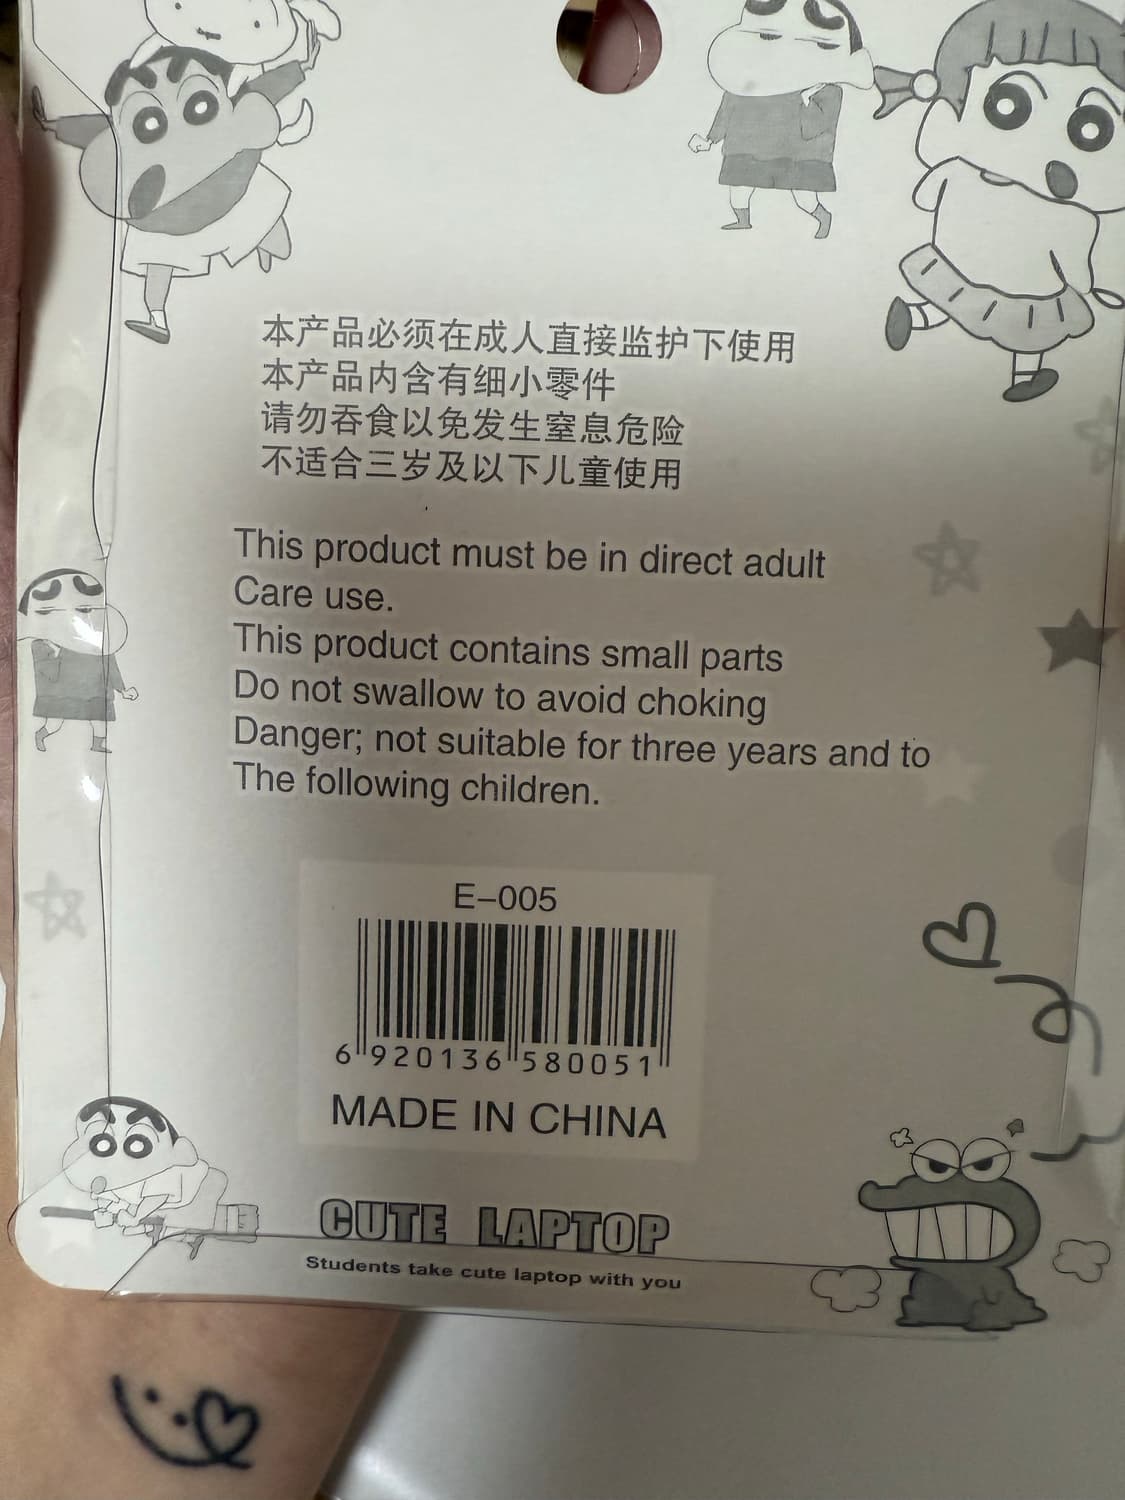 本产品必须在成人直接监护下使用
本产品内含有细小零件
请勿吞食以免发生窒息危险
不适合三岁及以下儿童使用
This product must be in direct adult
Care use.
This product contains small parts
Do not swallow to avoid choking
Danger; not suitable for three years and to
The following children.
E-005
6 920136 580051
MADE IN CHINA
CUTE LAPTOP
Students take cute laptop with you